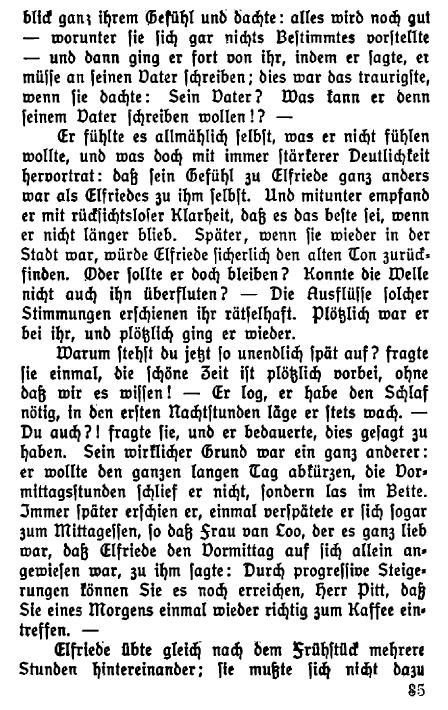 blick ganz ihrem Gefühl und dachte: alles wird noch gut
— worunter sie sich gar nichts Bestimmtes vorstellte
— und dann ging er fort von ihr, indem er sagte, er
müsse an seinen Vater schreiben; dies war das traurigste,
wenn sie dachte: Sein Vater? Was kann er denn
seinem Vater schreiben wollen!? —
Er fühlte es allmählich selbst, was er nicht fühlen
wollte, und was doch mit immer stärkerer Deutlichkeit
hervortrat: daß sein Gefühl zu Elfriede ganz anders
war als Elfriedes zu ihm selbst. Und mitunter empfand
er mit rücksichtsloser Klarheit, daß es das beste sei, wenn
er nicht länger blieb. Später, wenn sie wieder in der
Stadt war, würde Elfriede sicherlich den alten Ton zurück-
finden. Oder sollte er doch bleiben? Konnte die Welle
nicht auch ihn überfluten? — Die Ausflüsse solcher
Stimmungen erschienen ihr rätselhaft. Plötzlich war er
bei ihr, und plötzlich ging er wieder.
Warum stehst du jetzt so unendlich spät auf? fragte
sie einmal, die schöne Zeit ist plötzlich vorbei, ohne
daß wir es wissen! — Er log, er habe den Schlaf
nötig, in den ersten Nachtstunden läge er stets wach. —
Du auch?! fragte sie, und er bedauerte, dies gesagt zu
haben. Sein wirklicher Grund war ein ganz anderer:
er wollte den ganzen langen Tag abkürzen, die Vor-
mittagsstunden schlief er nicht, sondern las im Bette.
Immer später erschien er, einmal verspätete er sich sogar
zum Mittagessen, so daß Frau van Loo, der es ganz lieb
war, daß Elfriede den Vormittag auf sich allein an-
gewiesen war, zu ihm sagte: Durch progressive Steige-
rungen können Sie es noch erreichen, Herr Pitt, daß
Sie eines Morgens einmal wieder richtig zum Kaffee ein-
treffen. —
Elfriede übte gleich nach dem Frühstück mehrere
Stunden hintereinander; sie mußte sich nicht dazu
85